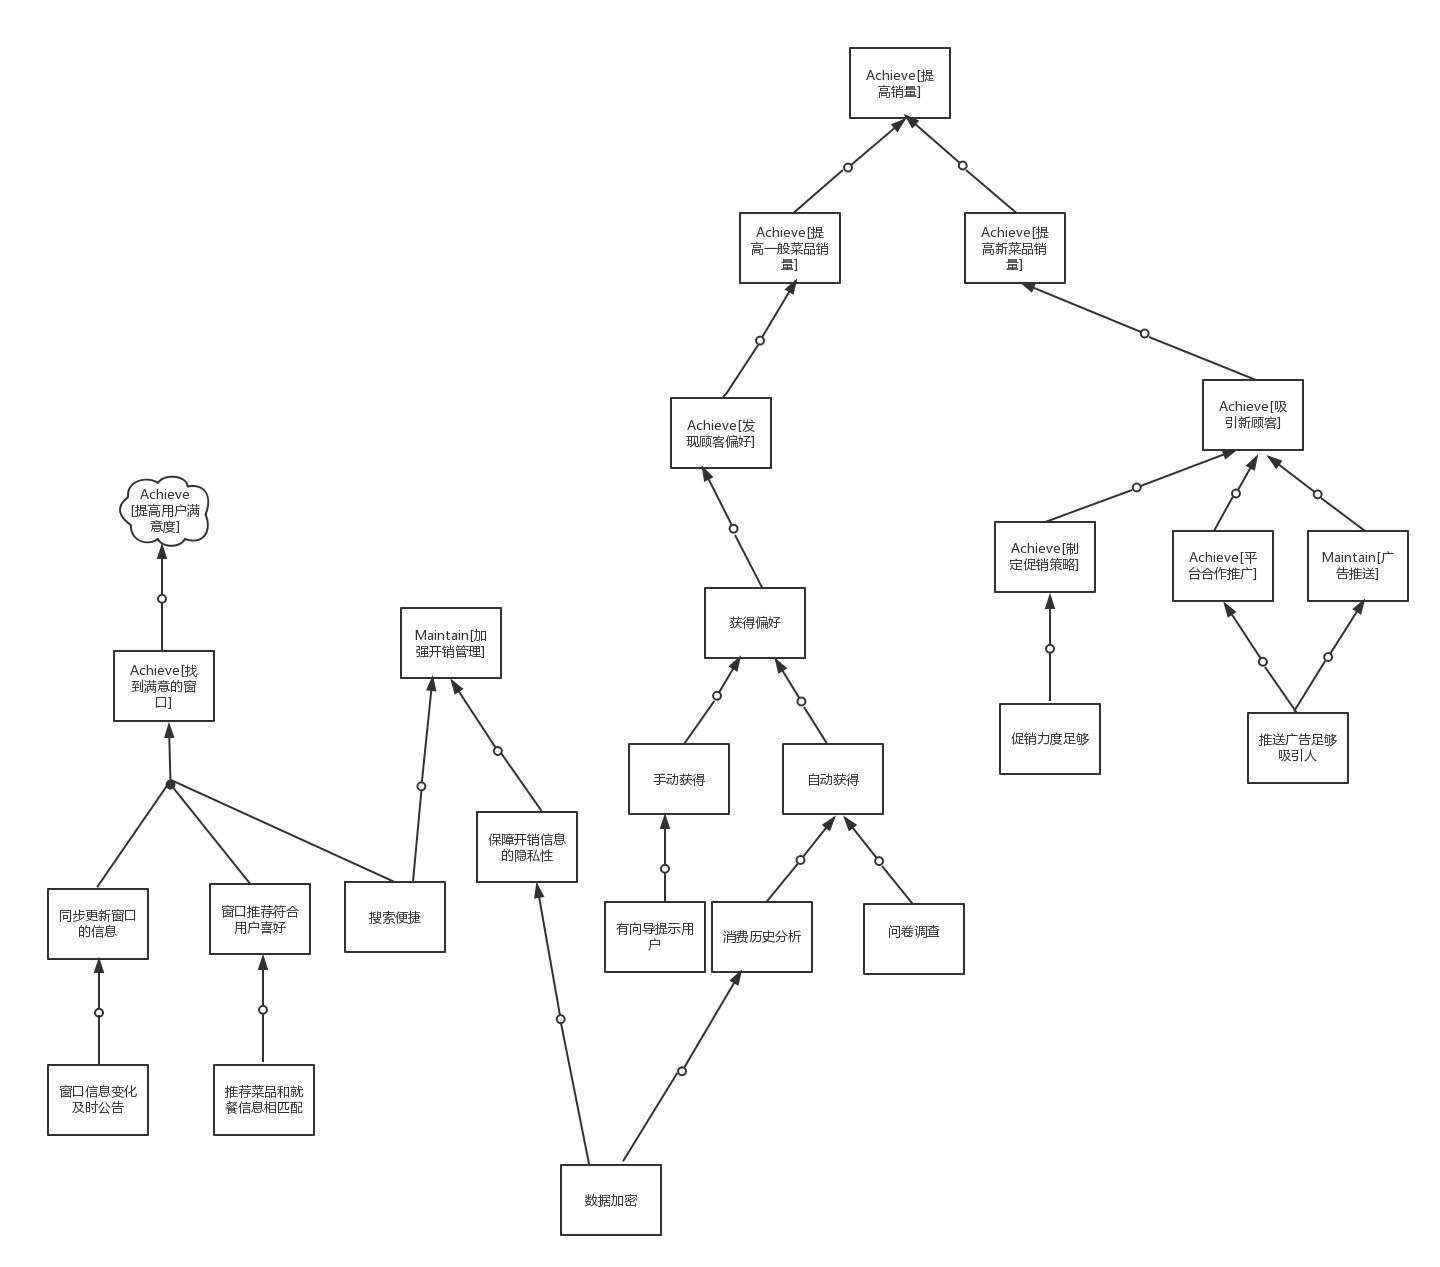 Achieve[提
高销量]
Achieve[提
高一般菜品销
量]
Achieve[提
高新菜品销
量]
Achieve[发
现顾客偏好]
Achieve[吸
引新顾客]
Achieve
[提高用户满
意度]
Achieve[制
定促销策略]
Achieve[平
台合作推广]
Maintain[广
告推送]
获得偏好
Maintain[加
强开销管理]
Achieve[找
到满意的窗
口]
手动获得
自动获得
促销力度足够
推送广告足够
吸引人
保障开销信息
的隐私性
同步更新窗口
的信息
窗口推荐符合
用户喜好
搜索便捷
有向导提示用
户
消费历史分析
问卷调查
窗口信息变化
及时公告
推荐菜品和就
餐信息相匹配
数据加密